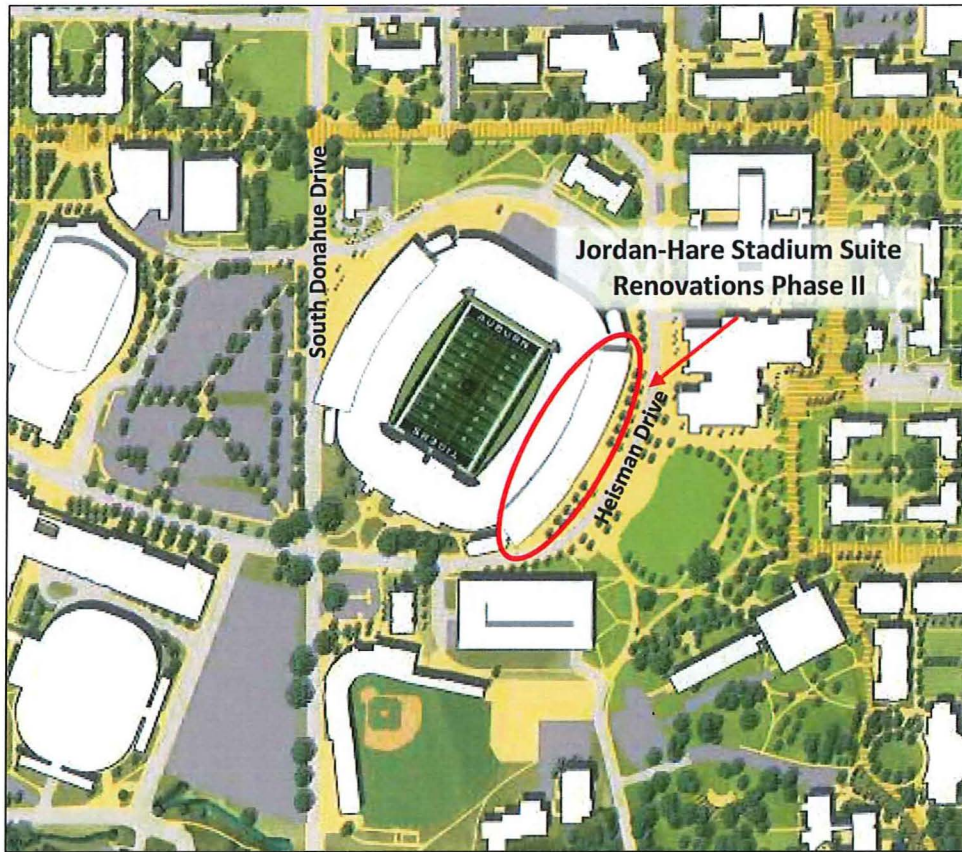 South Donahue Drive
Jordan-Hare Stadium Suite
Renovations Phase II
AUBURN
TIGERS
Heisman Drive